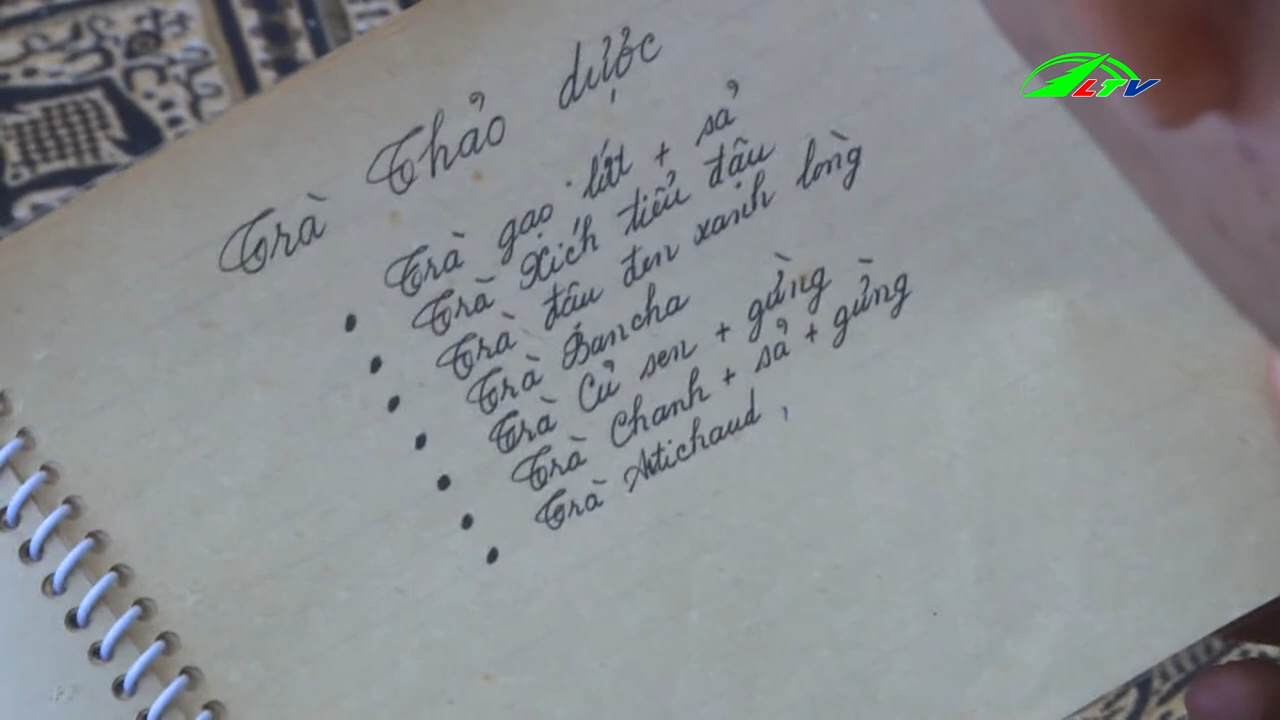 LTV
Trà Thảo dược
• Trà gạo lứt + sả
• Trà Xích tiểu đậu
• Trà đậu đen xanh lòng
• Trà Bancha
• Trà Củ sen + gừng
• Trà Chanh + sả + gừng
• Trà Atichaud